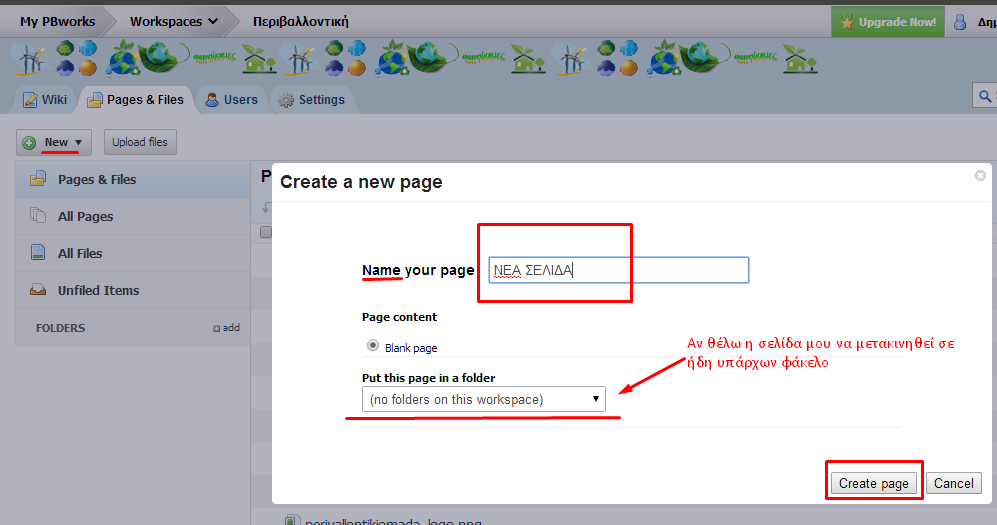 My PBworks Workspaces Περιβαλλοντική Upgrade Now!
Wiki Pages & Files Users Settings
New Upload files
Pages & Files
All Pages
All Files
Unfiled Items
FOLDERS add
Create a new page
Name your page ΝΕΑ ΣΕΛΙΔΑ
Page content
Blank page
Put this page in a folder
(no folders on this workspace)
Αν θέλω η σελίδα μου να μετακινηθεί σε
ήδη υπάρχων φάκελο
Create page Cancel